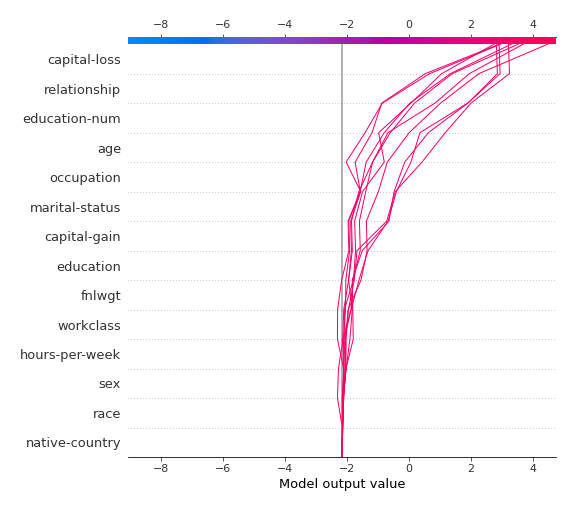 −8 −6 −4 −2 0 2 4
capital-loss
relationship
education-num
age
occupation
marital-status
capital-gain
education
fnlwgt
workclass
hours-per-week
sex
race
native-country
−8 −6 −4 −2 0 2 4
Model output value